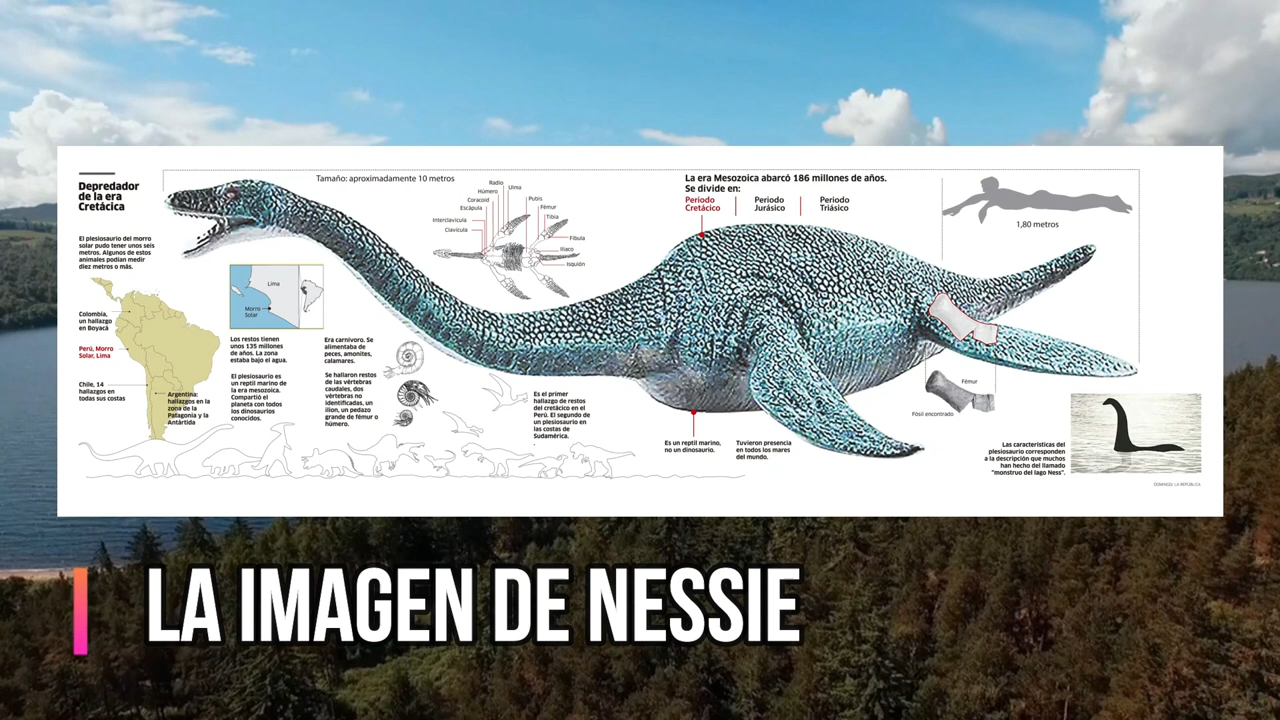 Depredador
de la era
Cretácica
El plesiosaurio del morro
solar pudo tener unos seis
metros. Algunos de estos
animales podían medir
diez metros o más.
Tamaño: aproximadamente 10 metros
Radio
Ulma
Húmero
Coracoid
Escápula
Interclavícula
Clavícula
Pubis
Fémur
Tibia
Fíbula
Iliaco
Isquión
La era Mesozoica abarcó 186 millones de años.
Se divide en:
Periodo
Cretácico
Periodo
Jurásico
Periodo
Triásico
1,80 metros
Colombia,
un hallazgo
en Boyacá
Perú, Morro
Solar, Lima
Chile, 14
hallazgos en
todas sus costas
Argentina:
hallazgos en la
zona de la
Patagonia y la
Antártida
Lima
Morro
Solar
Los restos tienen
unos 135 millones
de años. La zona
estaba bajo el agua.
El plesiosaurio es
un reptil marino de
la era mesozoica.
Compartió el
planeta con todos
los dinosaurios
conocidos.
Era carnívoro. Se
alimentaba de
peces, amonites,
calamares.
Se hallaron restos
de las vértebras
caudales, dos
vértebras no
identificadas, un
ilion, un pedazo
grande de fémur o
húmero.
Es el primer
hallazgo de restos
del cretácico en el
Perú. El segundo de
un plesiosaurio en
las costas de
Sudamérica.
Es un reptil marino,
no un dinosaurio.
Tuvieron presencia
en todos los mares
del mundo.
Fémur
Fósil encontrado
Las características del
plesiosaurio corresponden
a la descripción que muchos
han hecho del llamado
"monstruo del lago Ness".
DOMINGO/ LA REPÚBLICA
LA IMAGEN DE NESSIE